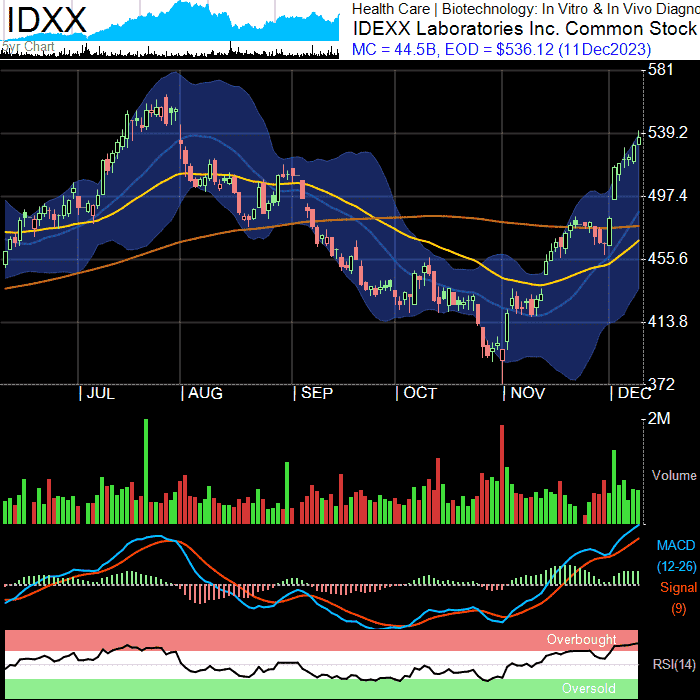 IDXX
5yr Chart
Health Care | Biotechnology: In Vitro & In Vivo Diagno
IDEXX Laboratories Inc. Common Stock
MC = 44.5B, EOD = $536.12 (11Dec2023)
581
539.2
497.4
455.6
413.8
372
| JUL | AUG | SEP | OCT | NOV | DEC
2M
Volume
MACD
(12-26)
Signal
(9)
Overbought
RSI(14)
Oversold